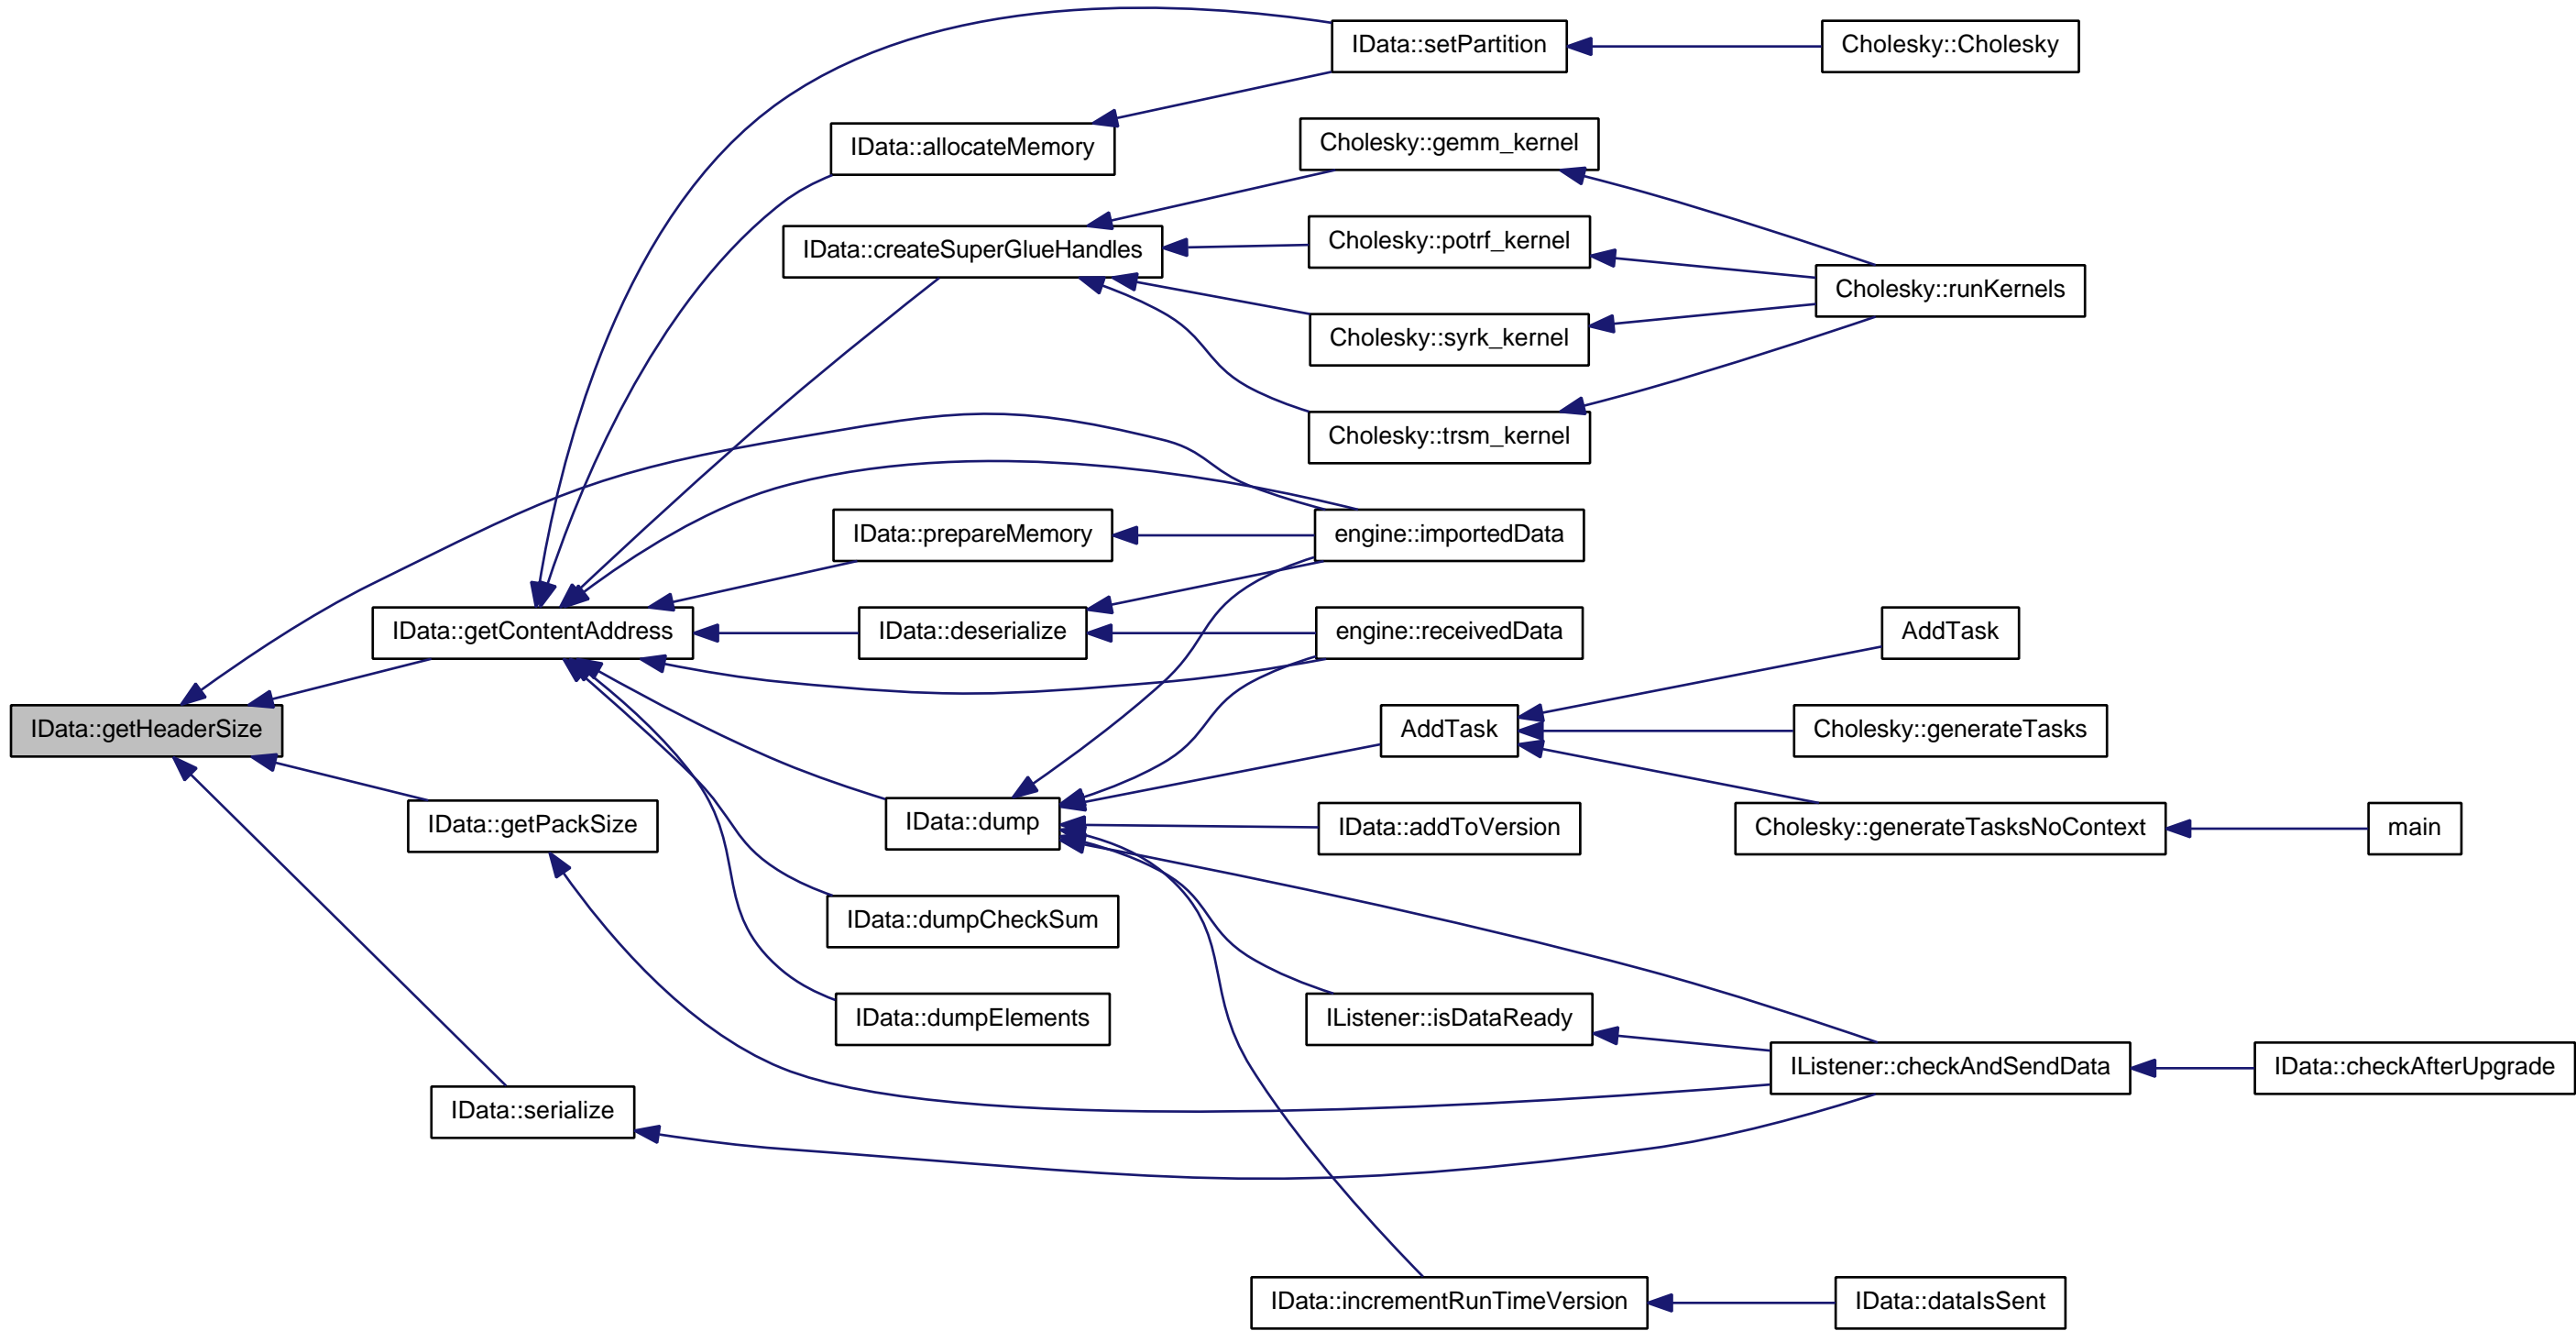 IData::setPartition
Cholesky::Cholesky
IData::allocateMemory
Cholesky::gemm_kernel
IData::createSuperGlueHandles
Cholesky::potrf_kernel
Cholesky::runKernels
Cholesky::syrk_kernel
Cholesky::trsm_kernel
IData::prepareMemory
engine::importedData
IData::getContentAddress
IData::deserialize
engine::receivedData
AddTask
IData::getHeaderSize
AddTask
Cholesky::generateTasks
IData::getPackSize
IData::dump
IData::addToVersion
Cholesky::generateTasksNoContext
main
IData::dumpCheckSum
IData::dumpElements
IListener::isDataReady
IListener::checkAndSendData
IData::checkAfterUpgrade
IData::serialize
IData::incrementRunTimeVersion
IData::dataIsSent